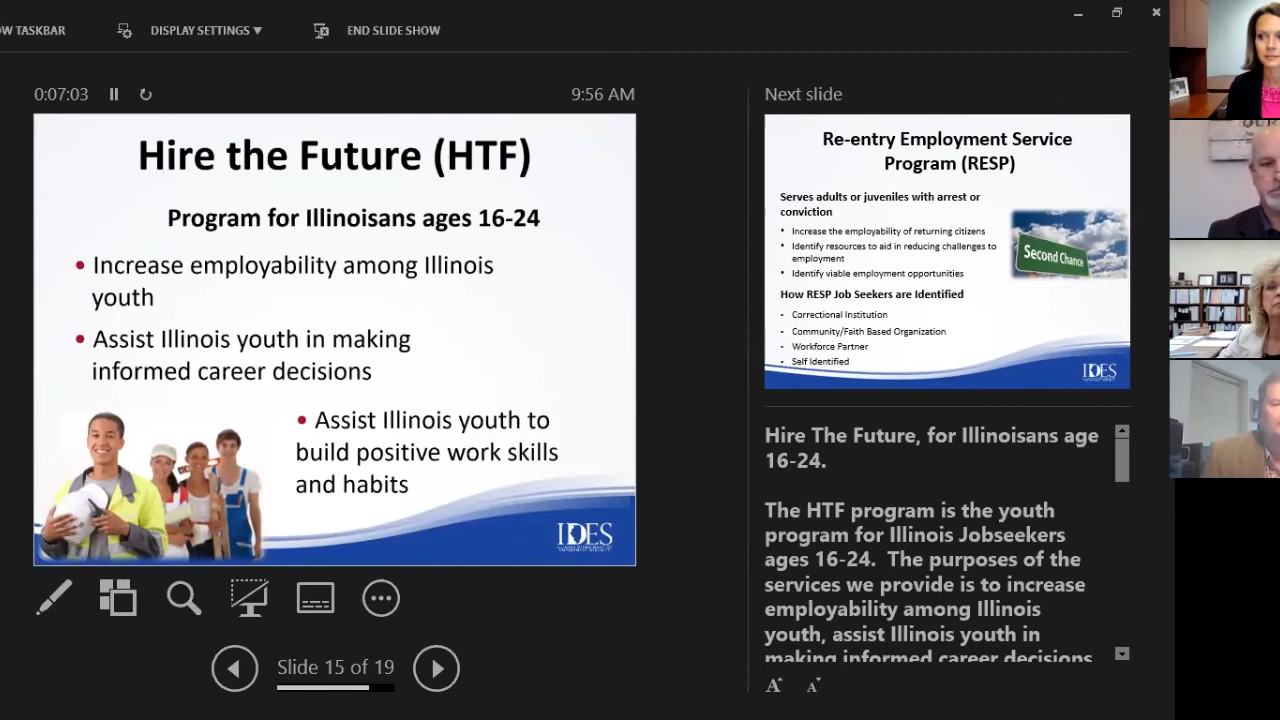 OW TASKBAR
DISPLAY SETTINGS
END SLIDE SHOW
0:07:03
9:56 AM
Hire the Future (HTF)
Program for Illinoisans ages 16-24
• Increase employability among Illinois
youth
• Assist Illinois youth in making
informed career decisions
• Assist Illinois youth to
build positive work skills
and habits
IDES
Slide 15 of 19
Next slide
Re-entry Employment Service
Program (RESP)
Serves adults or juveniles with arrest or
conviction
• Increase the employability of returning citizens
• Identify resources to aid in reducing challenges to
employment
• Identify viable employment opportunities
Second Chance
How RESP Job Seekers are Identified
- Correctional Institution
- Community/Faith Based Organization
- Workforce Partner
- Self Identified
IDES
Hire The Future, for Illinoisans age
16-24.
The HTF program is the youth
program for Illinois Jobseekers
ages 16-24. The purposes of the
services we provide is to increase
employability among Illinois
youth, assist Illinois youth in
making informed career decisions
A A